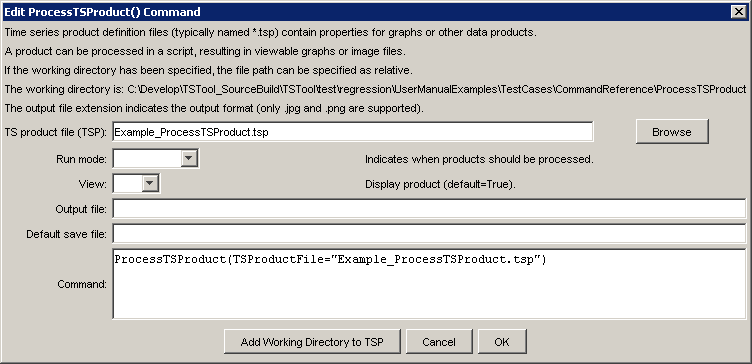 Edit ProcessTSProduct() Command
Time series product definition files (typically named *.tsp) contain properties for graphs or other data products.
A product can be processed in a script, resulting in viewable graphs or image files.
If the working directory has been specified, the file path can be specified as relative.
The working directory is: C:\Develop\TSTool_SourceBuild\TSTool\test\regression\UserManualExamples\TestCases\CommandReference\ProcessTSProduct
The output file extension indicates the output format (only .jpg and .png are supported).
TS product file (TSP): Example_ProcessTSProduct.tsp Browse
Run mode: Indicates when products should be processed.
View: Display product (default=True).
Output file:
Default save file:
Command: ProcessTSProduct(TSProductFile="Example_ProcessTSProduct.tsp")
Add Working Directory to TSP Cancel OK